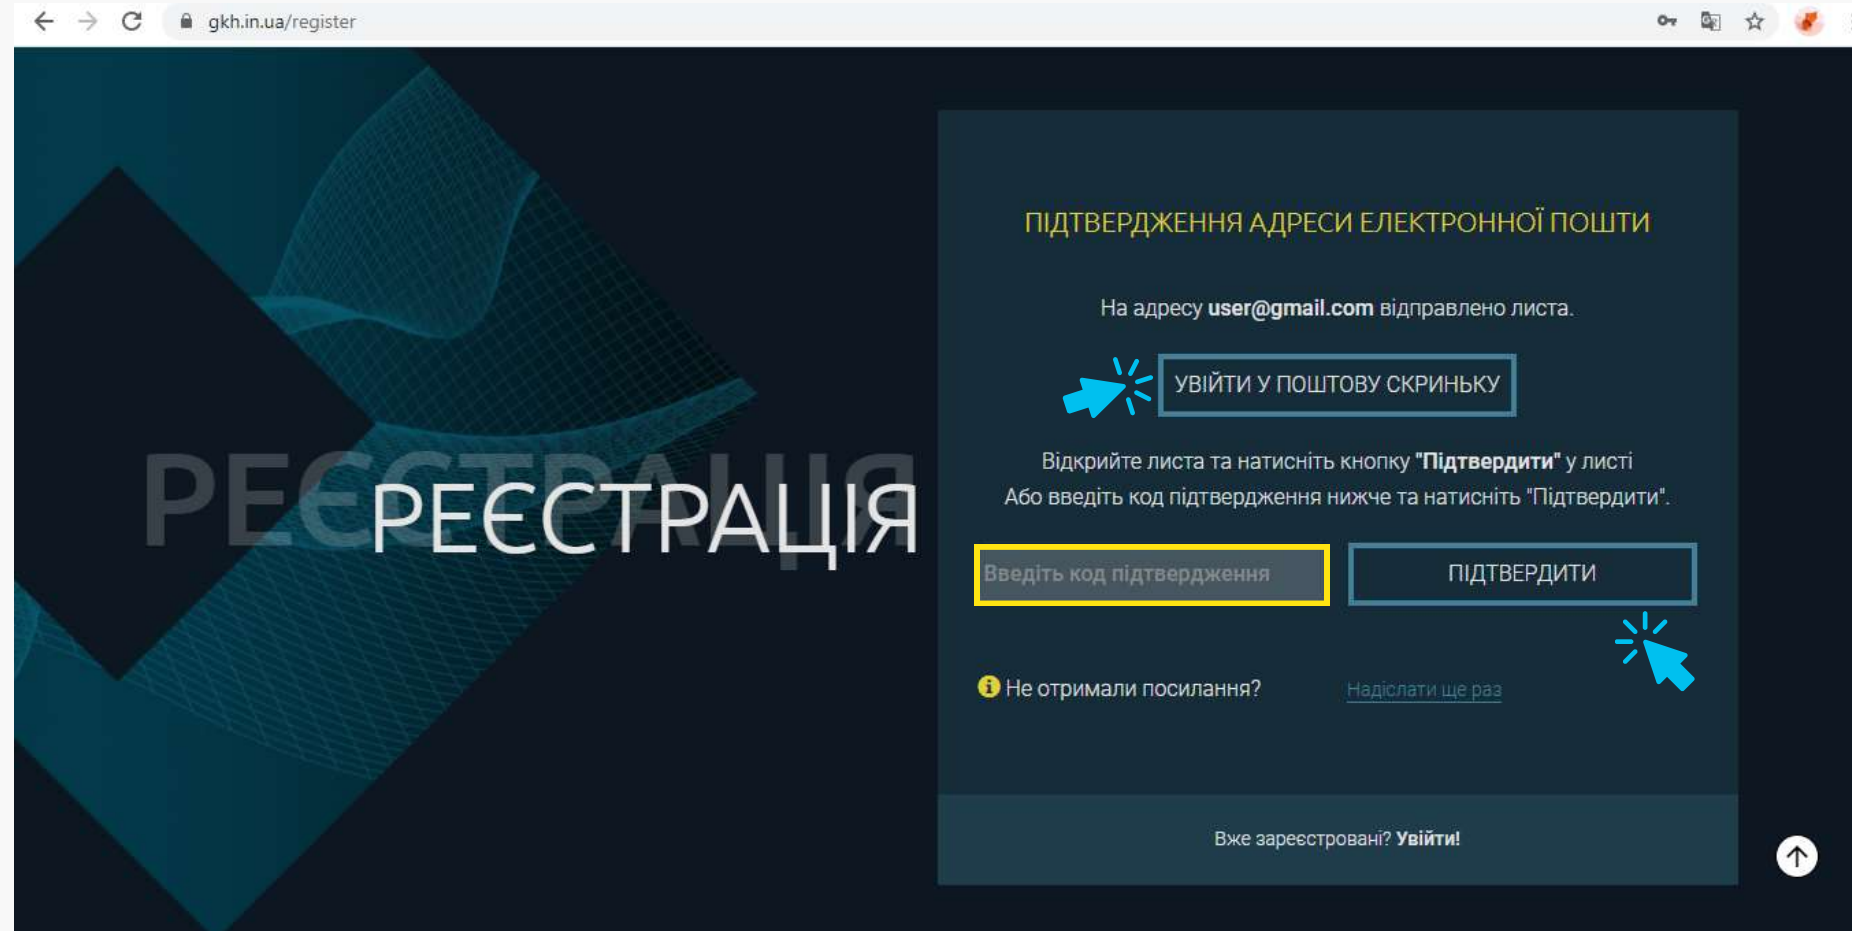 gkh.in.ua/register
ПІДТВЕРДЖЕННЯ АДРЕСИ ЕЛЕКТРОННОЇ ПОШТИ
На адресу user@gmail.com відправлено листа.
УВІЙТИ У ПОШТОВУ СКРИНЬКУ
Відкрийте листа та натисніть кнопку "Підтвердити" у листі
Або введіть код підтвердження нижче та натисніть "Підтвердити".
РЕЄСТРАЦІЯ
РЕЄСТРАЦІЯ
Введіть код підтвердження
ПІДТВЕРДИТИ
Не отримали посилання?
Надіслати ще раз
Вже зареєстровані? Увійти!